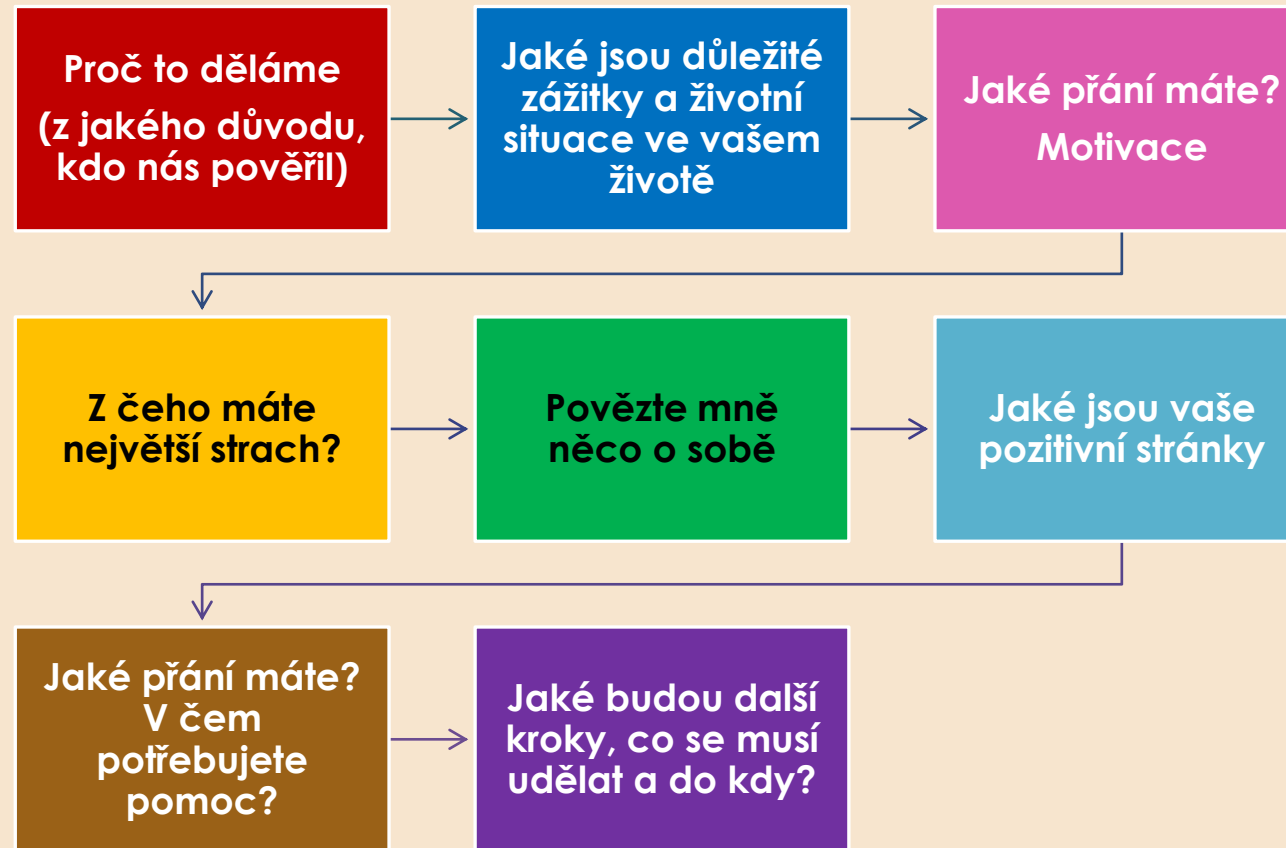 Proč to děláme
(z jakého důvodu,
kdo nás pověřil)
Jaké jsou důležité
zážitky a životní
situace ve vašem
životě
Jaké přání máte?
Motivace
Z čeho máte
největší strach?
Povězte mně
něco o sobě
Jaké jsou vaše
pozitivní stránky
Jaké přání máte?
V čem
potřebujete
pomoc?
Jaké budou další
kroky, co se musí
udělat a do kdy?